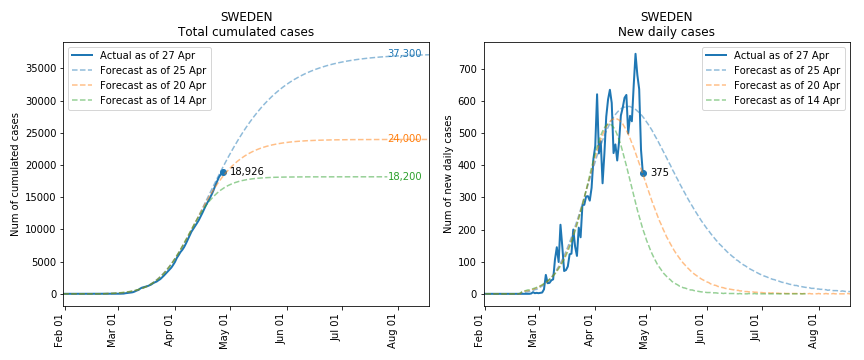 SWEDEN
Total cumulated cases
Actual as of 27 Apr
Forecast as of 25 Apr
Forecast as of 20 Apr
Forecast as of 14 Apr
37,300
24,000
18,926
18,200
Num of cumulated cases
35000
30000
25000
20000
15000
10000
5000
0
Feb 01
Mar 01
Apr 01
May 01
Jun 01
Jul 01
Aug 01
SWEDEN
New daily cases
Actual as of 27 Apr
Forecast as of 25 Apr
Forecast as of 20 Apr
Forecast as of 14 Apr
375
Num of new daily cases
700
600
500
400
300
200
100
0
Feb 01
Mar 01
Apr 01
May 01
Jun 01
Jul 01
Aug 01